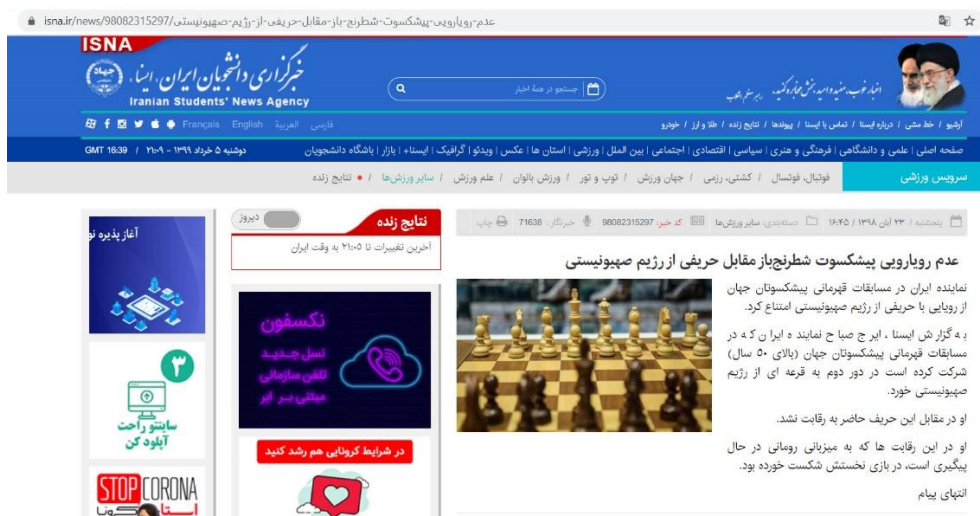 isna.ir/news/98082315297/عدم-رویارویی-پیشکسوت-شطرنج-باز-مقابل-حریفی-از-رژیم-صهیونیستی
ISNA
خبرگزاری دانشجویان ایران . ایسنا .
Iranian Students' News Agency
جستجو در همهٔ اخبار
فارسی العربیة English Français
آرشیو / خط مشی / درباره ایسنا / تماس با ایسنا / پیوندها / نتایج زنده / طلا و ارز / خودرو
صفحه اصلی | علمی و دانشگاهی | فرهنگی و هنری | سیاسی | اقتصادی | اجتماعی | بین الملل | ورزشی | استان ها | عکس | ویدئو | گرافیک | ایسنا+ | بازار | باشگاه دانشجویان
دوشنبه ۵ خرداد ۱۳۹۹ - ۲۱:۰۹ / GMT 16:39
سرویس ورزشی
فوتبال، فوتسال / کشتی، رزمی / جهان ورزش / توپ و تور / ورزش بانوان / علم ورزش / سایر ورزش‌ها / نتایج زنده
پنجشنبه / ۲۳ آبان ۱۳۹۸ / ۱۶:۴۵ دسته‌بندی: سایر ورزش‌ها کد خبر: 98082315297 خبرنگار : 71638 چاپ
عدم رویارویی پیشکسوت شطرنج‌باز مقابل حریفی از رژیم صهیونیستی
نماینده ایران در مسابقات قهرمانی پیشکسوتان جهان
از رویایی با حریفی از رژیم صهیونیستی امتناع کرد.
به گزارش ایسنا، ایرج صباح نماینده ایران که در
مسابقات قهرمانی پیشکسوتان جهان (بالای ۵۰ سال)
شرکت کرده است در دور دوم به قرعه ای از رژیم
صهیونیستی خورد.
او در مقابل این حریف حاضر به رقابت نشد.
او در این رقابت ها که به میزبانی رومانی در حال
پیگیری است، در بازی نخستش شکست خورده بود.
انتهای پیام
نتایج زنده
دیروز
آخرین تغییرات تا ۲۱:۰۵ به وقت ایران
نکسفون
نسل جدید
تلفن سازمانی
مبتنی بر ابر
در شرایط کرونایی هم رشد کنید
آغاز پذیره نو
۳
ساینتو راحت
آپلود کن
STOP CORONA